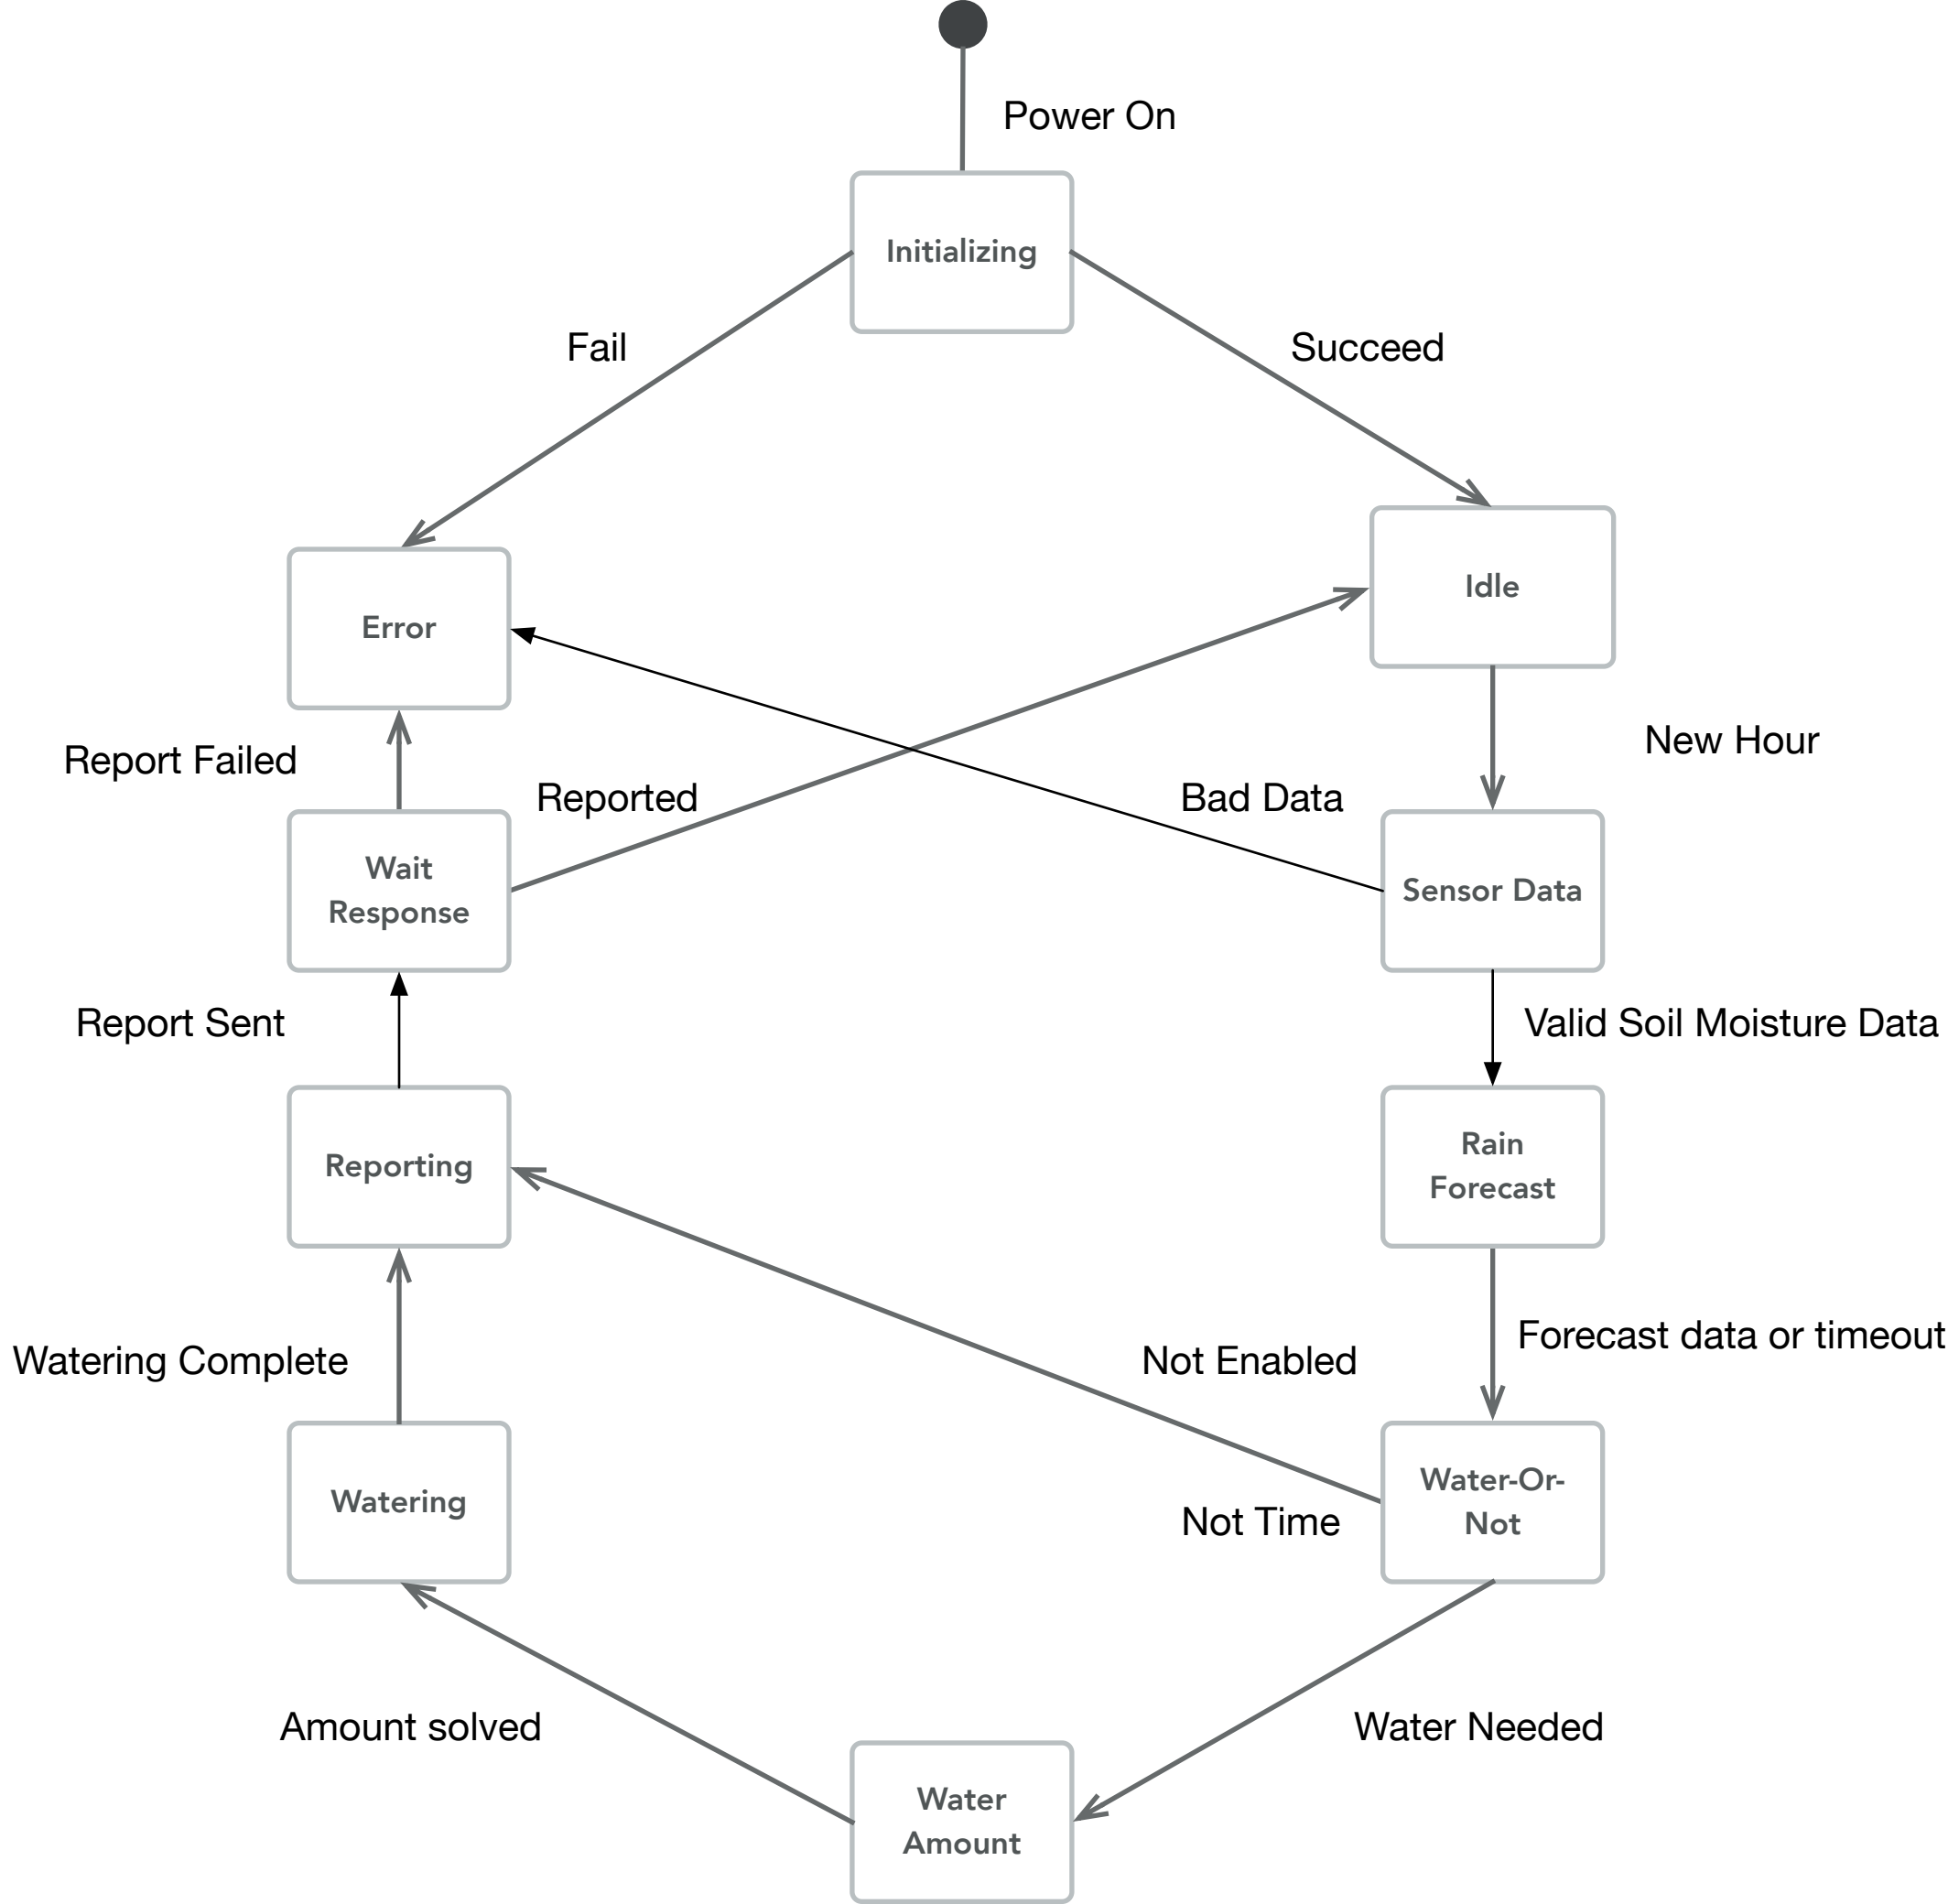 Power On
Initializing
Fail
Succeed
Idle
Error
New Hour
Report Failed
Reported
Bad Data
Wait
Response
Sensor Data
Report Sent
Valid Soil Moisture Data
Rain
Forecast
Reporting
Forecast data or timeout
Watering Complete
Not Enabled
Water-Or-
Not
Watering
Not Time
Amount solved
Water Needed
Water
Amount